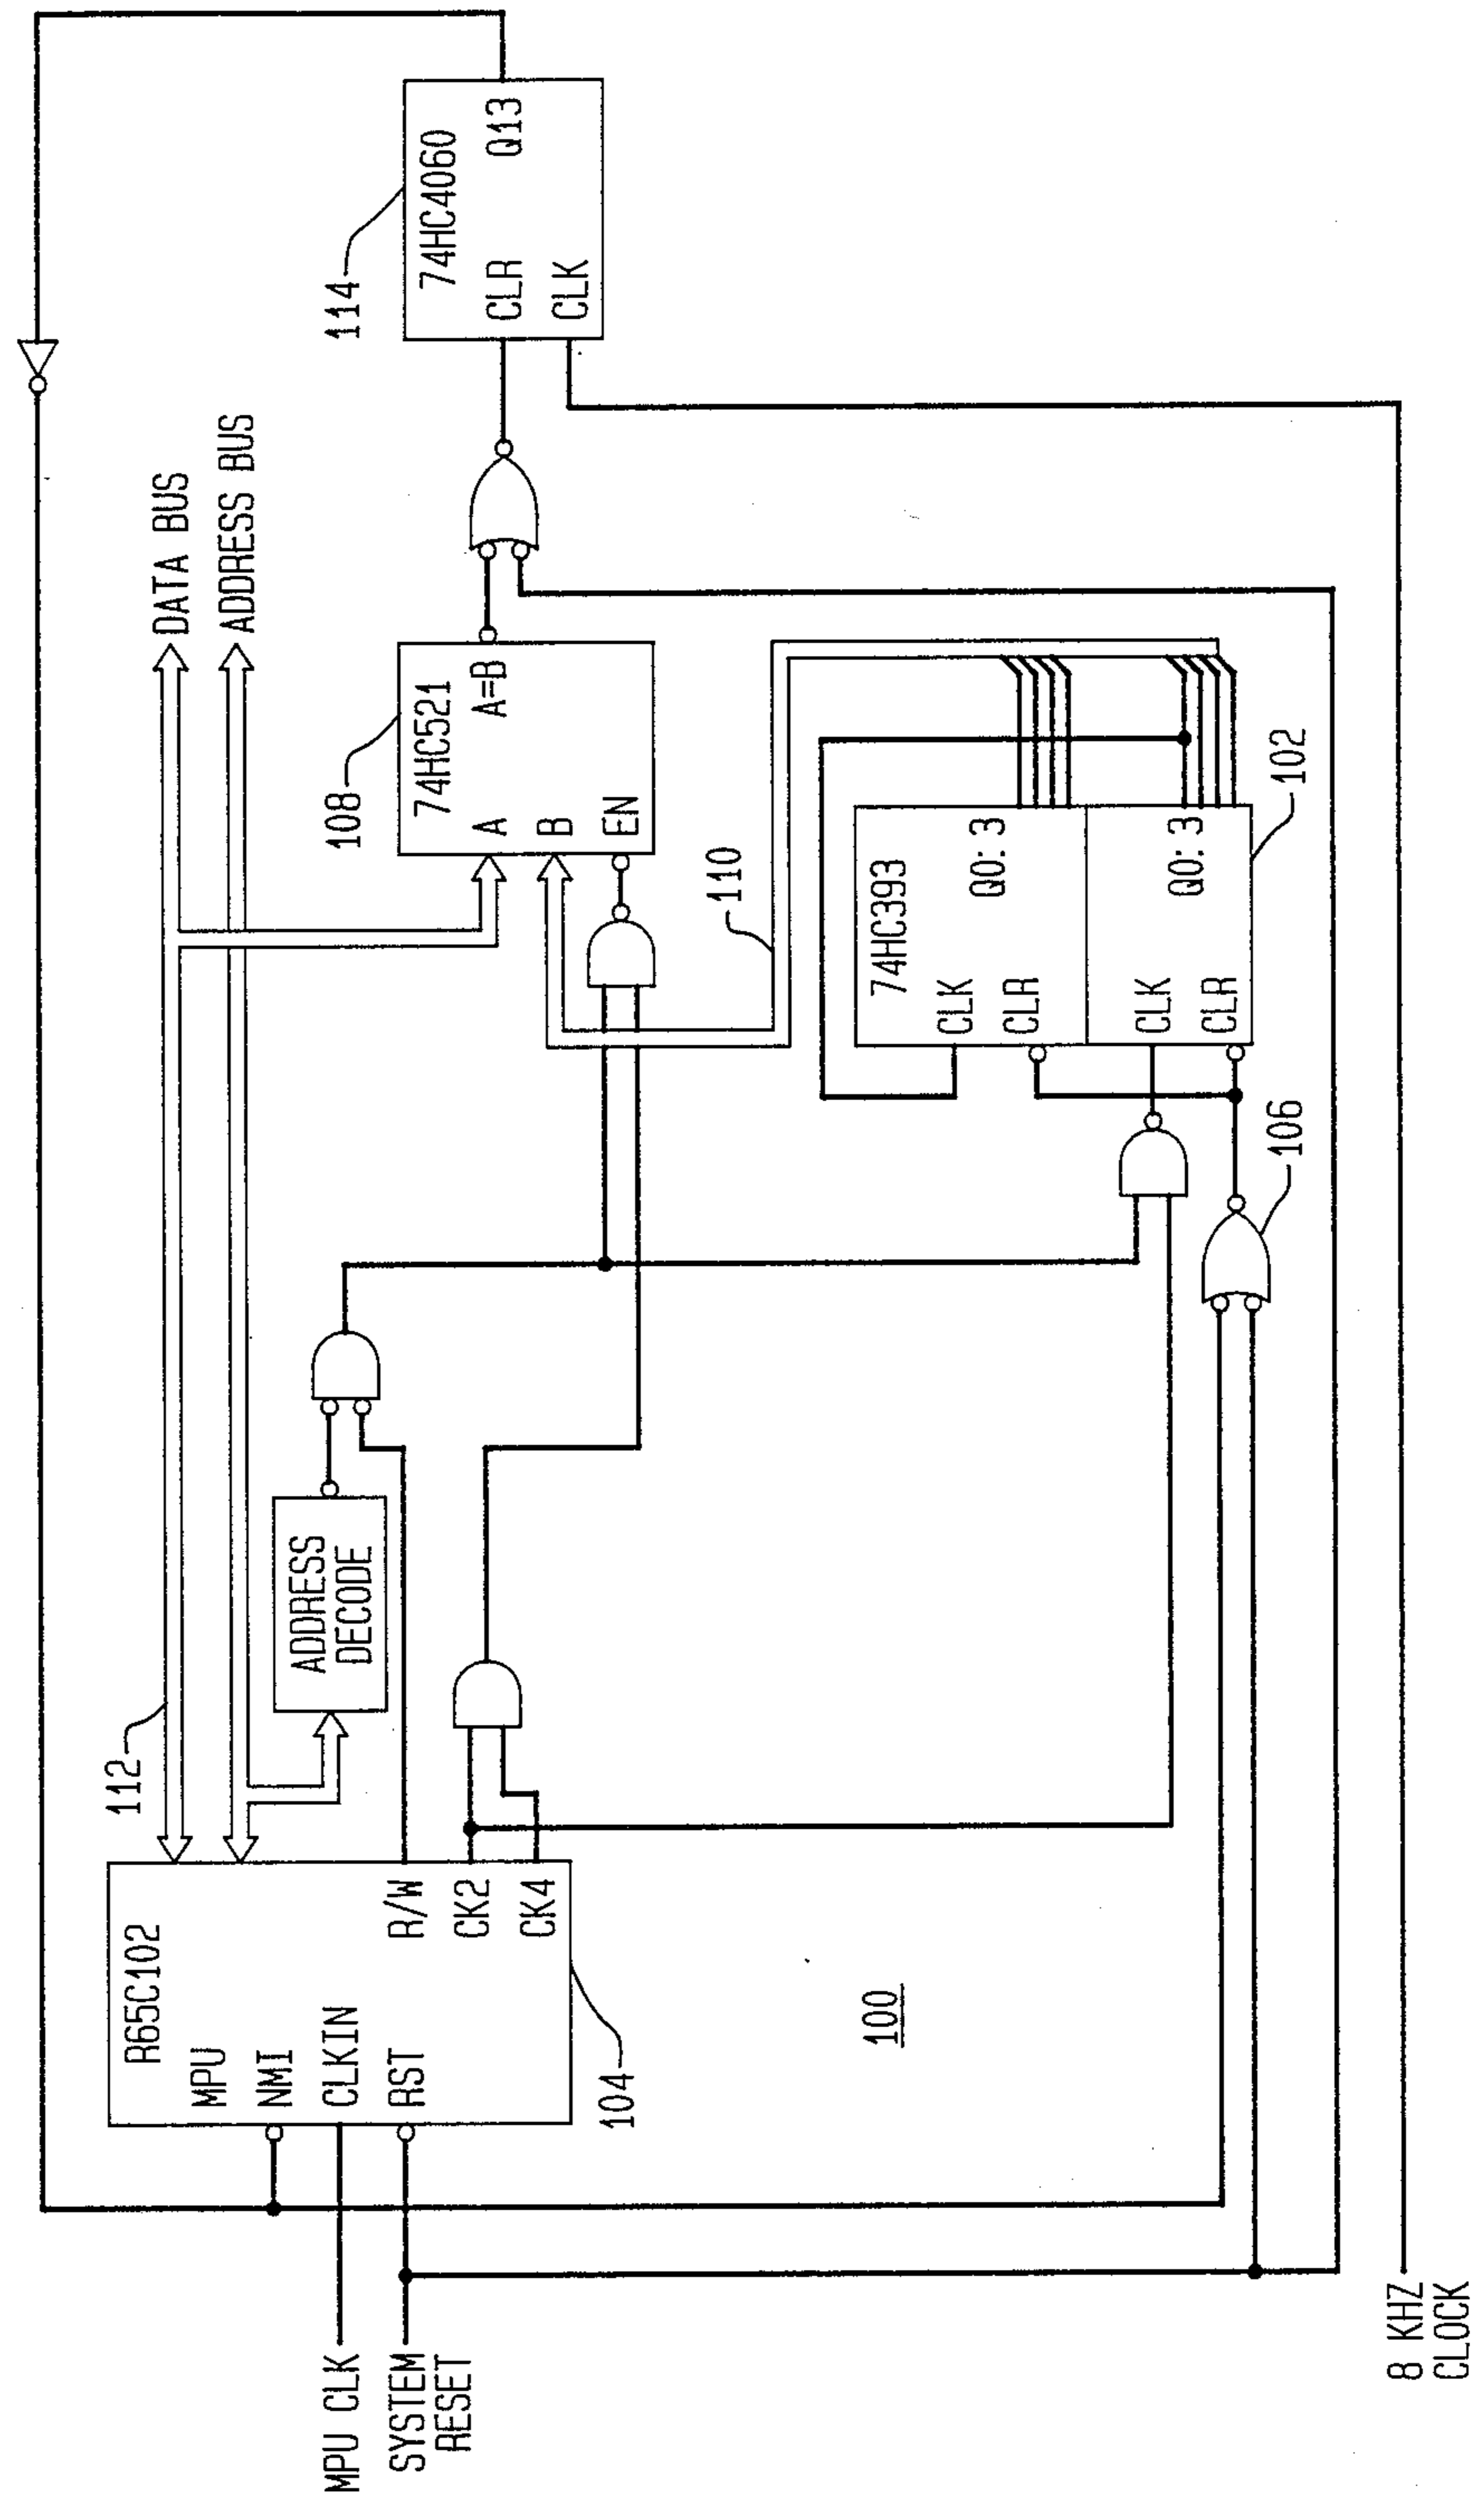 112
DATA BUS
ADDRESS BUS
R65C102
MPU
NMI
CLKIN
RST
R/W
CK2
CK4
104
MPU CLK
SYSTEM
RESET
ADDRESS
DECODE
108
74HC521
A
B
EN
A=B
114
74HC4060
CLR
CLK
Q13
110
74HC393
CLK
CLR
Q0:3
CLK
CLR
Q0:3
102
106
100
8 KHZ
CLOCK